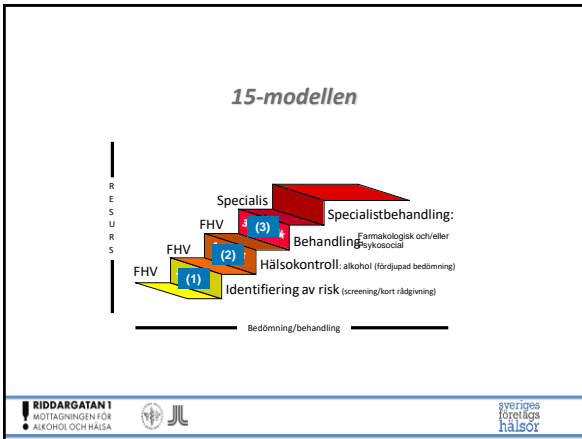 15-modellen
R
E
S
U
R
S
Specialis
Specialistbehandling:
FHV
(3)
Behandling
Farmakologisk och/eller
psykosocial
FHV
(2)
Hälsokontroll: alkohol (fördjupad bedömning)
FHV
(1)
Identifiering av risk (screening/kort rådgivning)
Bedömning/behandling
RIDDARGATAN 1
MOTTAGNINGEN FÖR
ALKOHOL OCH HÄLSA
sveriges
företags
hälsor